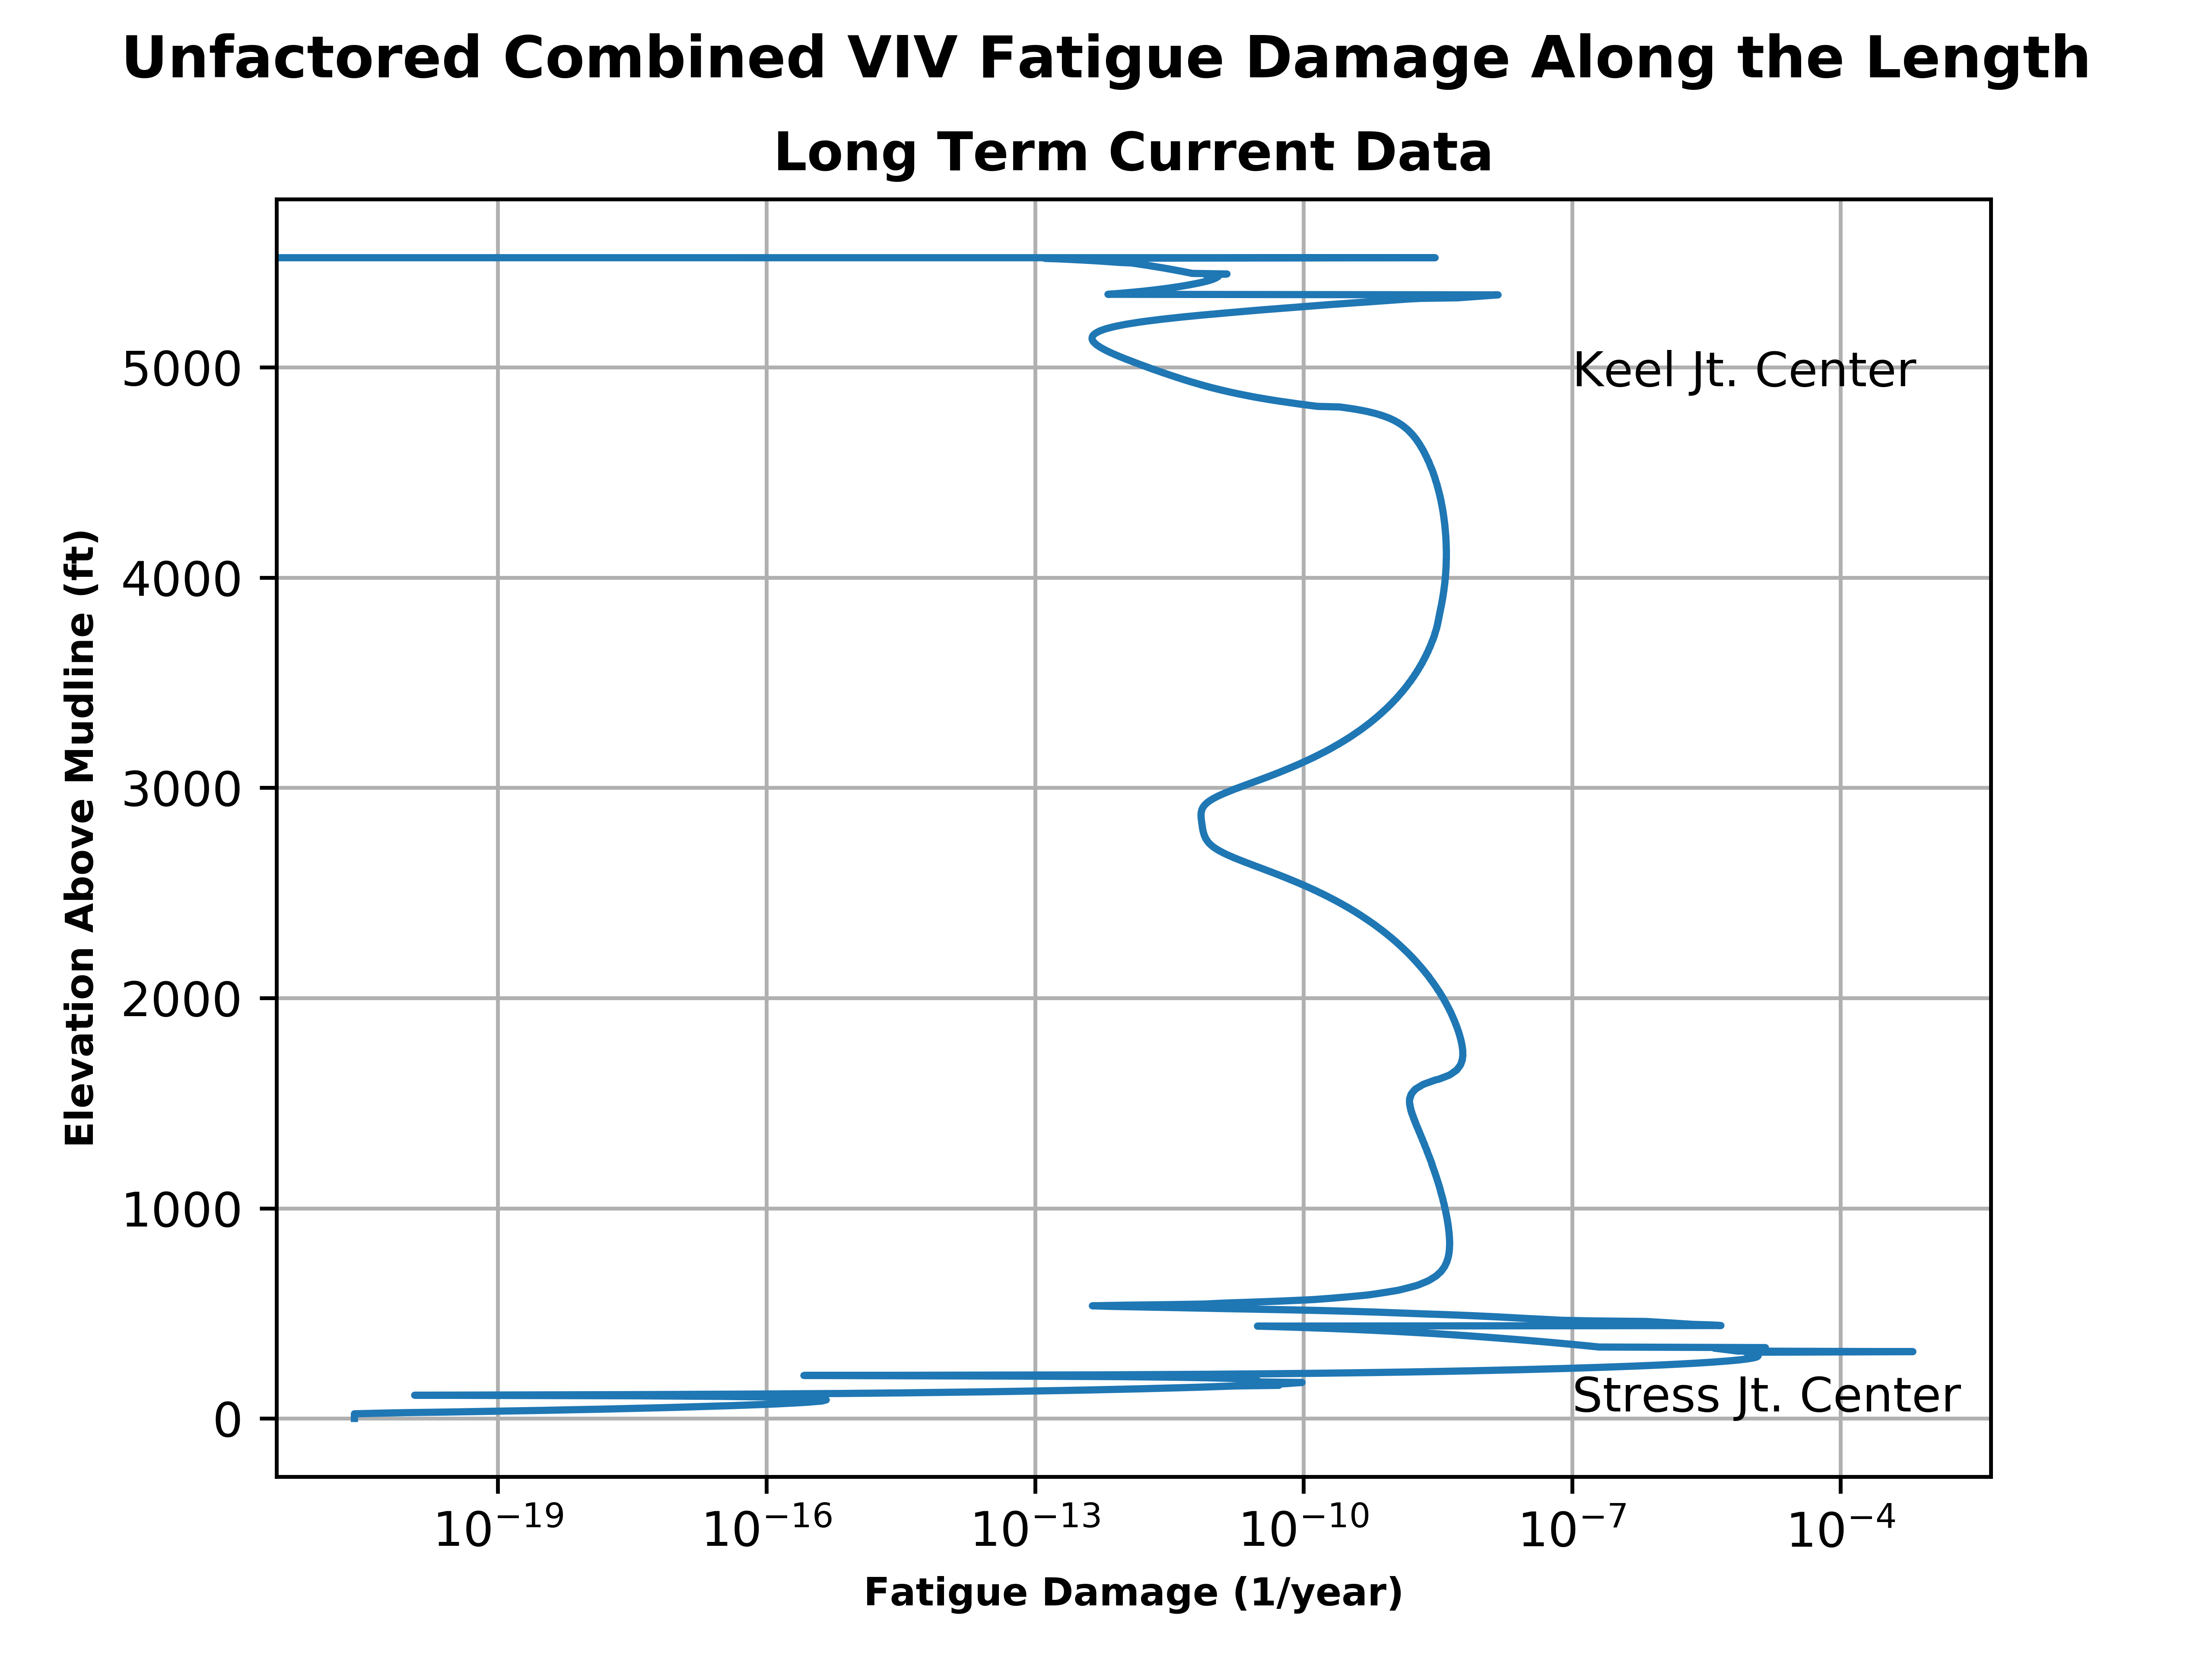 Unfactored Combined VIV Fatigue Damage Along the Length
Long Term Current Data
Elevation Above Mudline (ft)
5000
4000
3000
2000
1000
0
Keel Jt. Center
Stress Jt. Center
10⁻¹⁹ 10⁻¹⁶ 10⁻¹³ 10⁻¹⁰ 10⁻⁷ 10⁻⁴
Fatigue Damage (1/year)